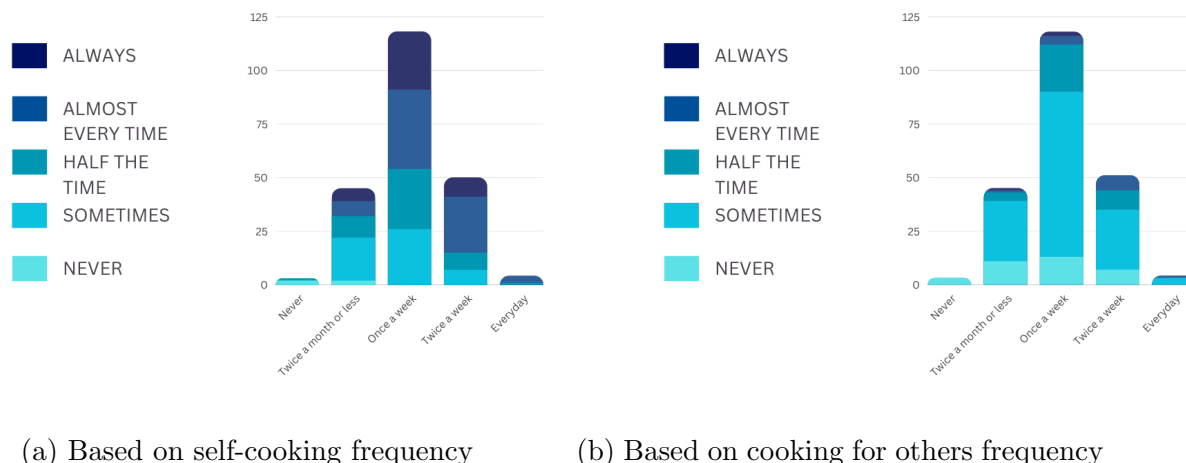 ALWAYS
ALMOST
EVERY TIME
HALF THE
TIME
SOMETIMES
NEVER
125
100
75
50
25
0
Never
Twice a month or less
Once a week
Twice a week
Everyday
(a) Based on self-cooking frequency
ALWAYS
ALMOST
EVERY TIME
HALF THE
TIME
SOMETIMES
NEVER
125
100
75
50
25
0
Never
Twice a month or less
Once a week
Twice a week
Everyday
(b) Based on cooking for others frequency